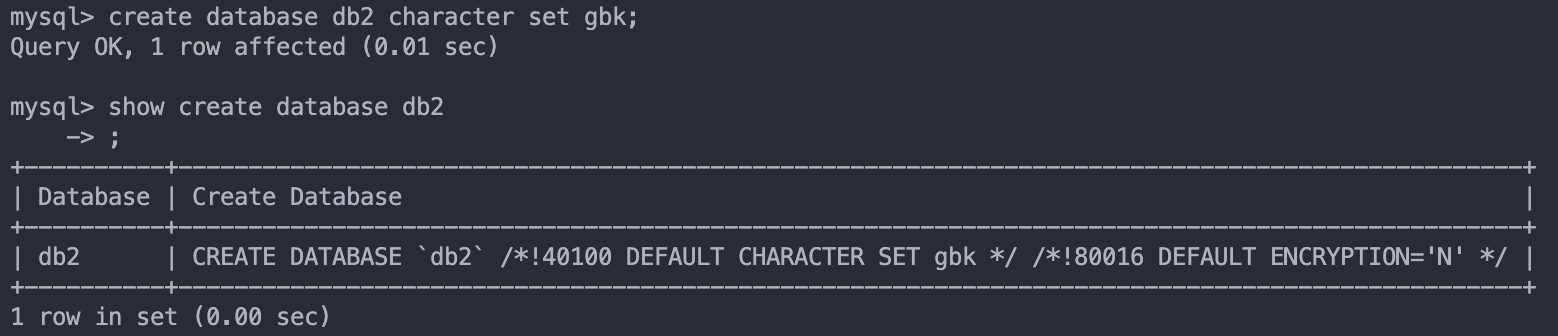 mysql> create database db2 character set gbk;
Query OK, 1 row affected (0.01 sec)
mysql> show create database db2
    -> ;
+----------+-----------------------------------------------------------------------------------------------+
| Database | Create Database                                                                               |
+----------+-----------------------------------------------------------------------------------------------+
| db2      | CREATE DATABASE `db2` /*!40100 DEFAULT CHARACTER SET gbk */ /*!80016 DEFAULT ENCRYPTION='N' */ |
+----------+-----------------------------------------------------------------------------------------------+
1 row in set (0.00 sec)